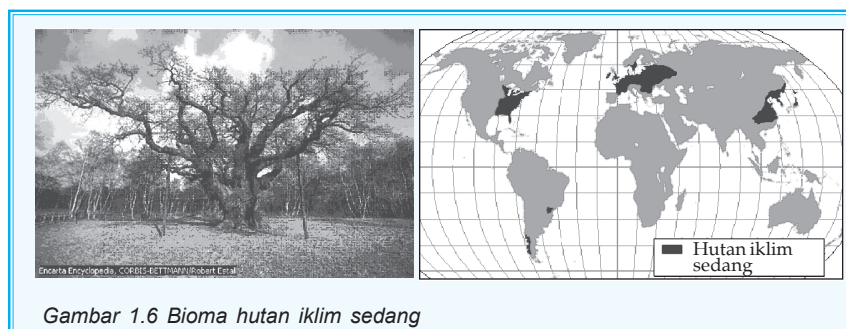 Encarta Encyclopedia, CORBIS-BETTMANN/Robert Estall
Hutan iklim
sedang
Gambar 1.6 Bioma hutan iklim sedang